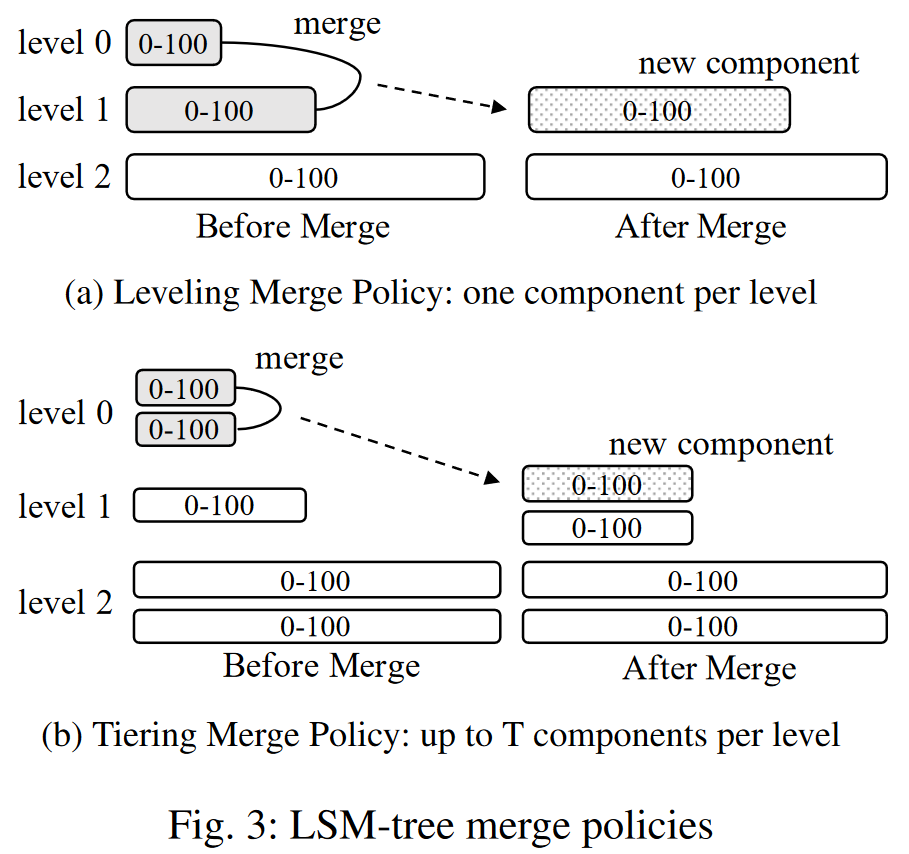 merge
level 0 0-100
new component
level 1 0-100 0-100
level 2 0-100 0-100
Before Merge After Merge
(a) Leveling Merge Policy: one component per level
merge
0-100
level 0
0-100
new component
0-100
level 1 0-100
0-100
0-100 0-100
level 2
0-100 0-100
Before Merge After Merge
(b) Tiering Merge Policy: up to T components per level
Fig. 3: LSM-tree merge policies